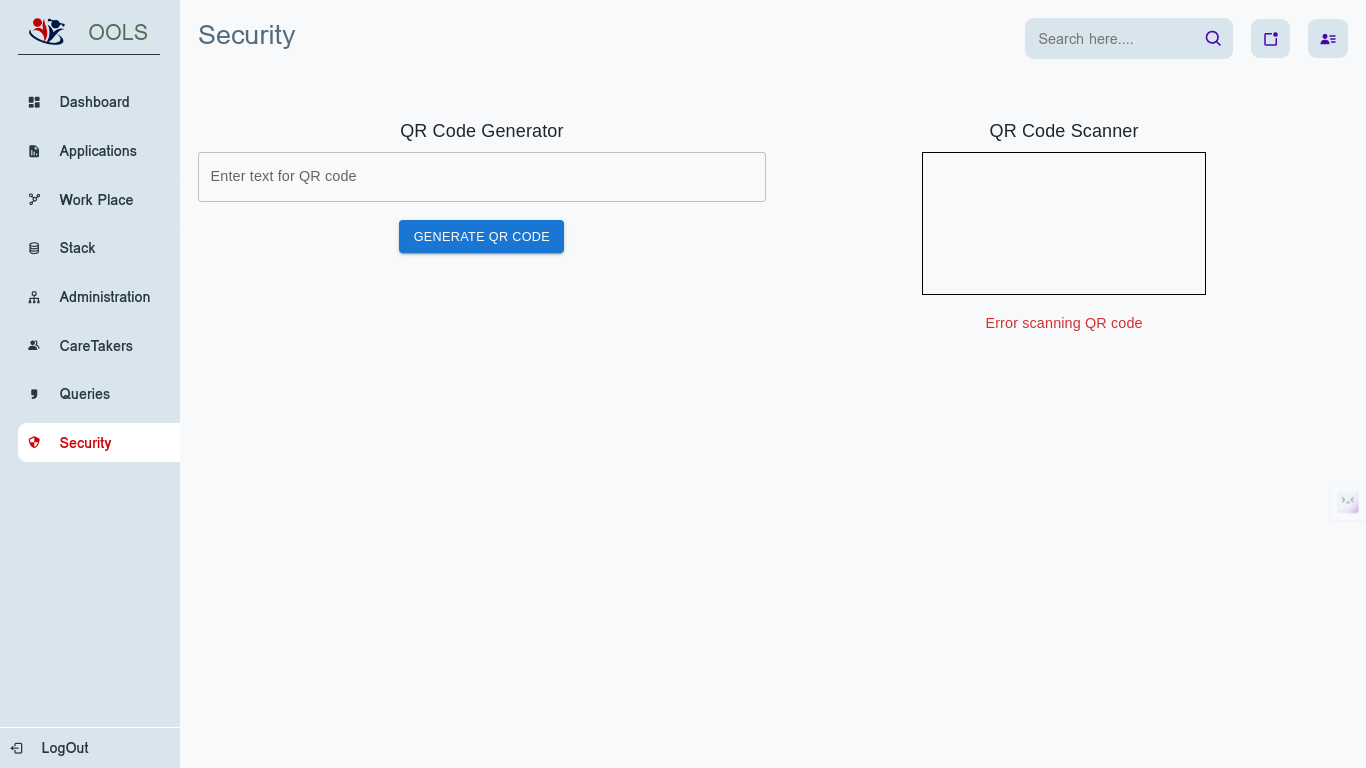 OOLS
Dashboard
Applications
Work Place
Stack
Administration
CareTakers
Queries
Security
LogOut
Security
Search here....
QR Code Generator
Enter text for QR code
GENERATE QR CODE
QR Code Scanner
Error scanning QR code